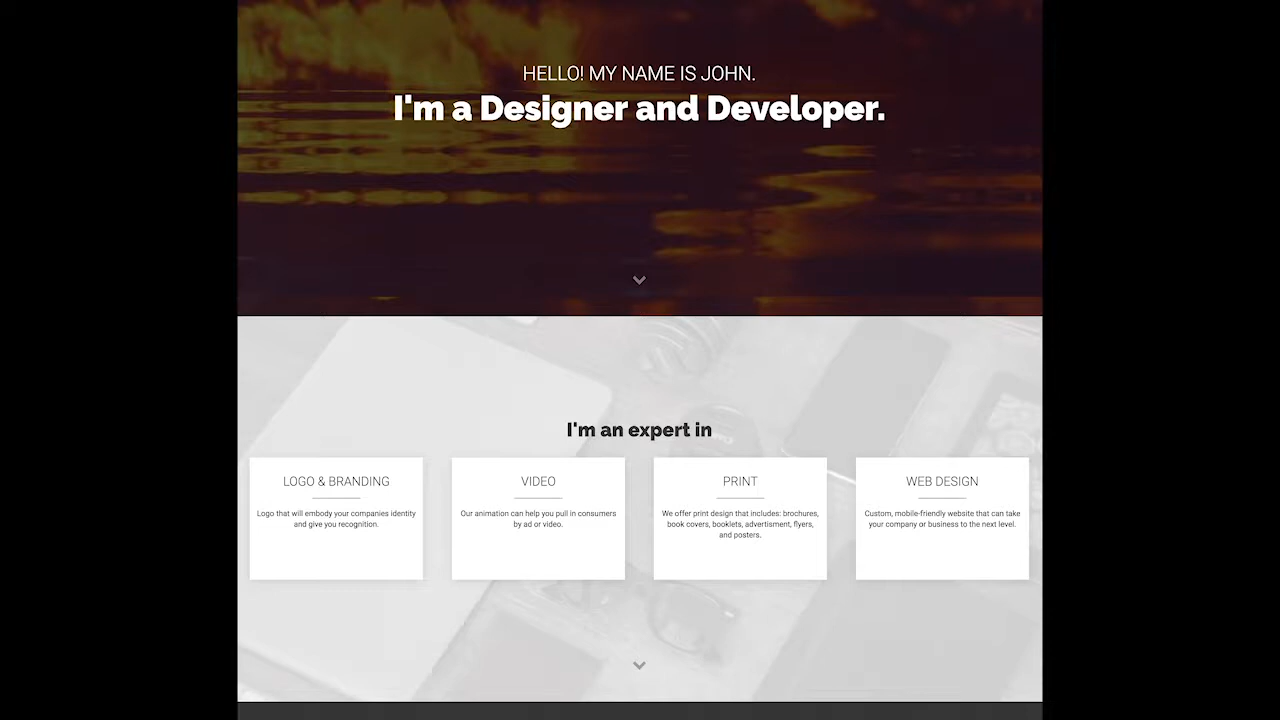 HELLO! MY NAME IS JOHN.
I'm a Designer and Developer.
I'm an expert in
LOGO & BRANDING
Logo that will embody your companies identity
and give you recognition.
VIDEO
Our animation can help you pull in consumers
by ad or video.
PRINT
We offer print design that includes: brochures,
book covers, booklets, advertisment, flyers,
and posters.
WEB DESIGN
Custom, mobile-friendly website that can take
your company or business to the next level.